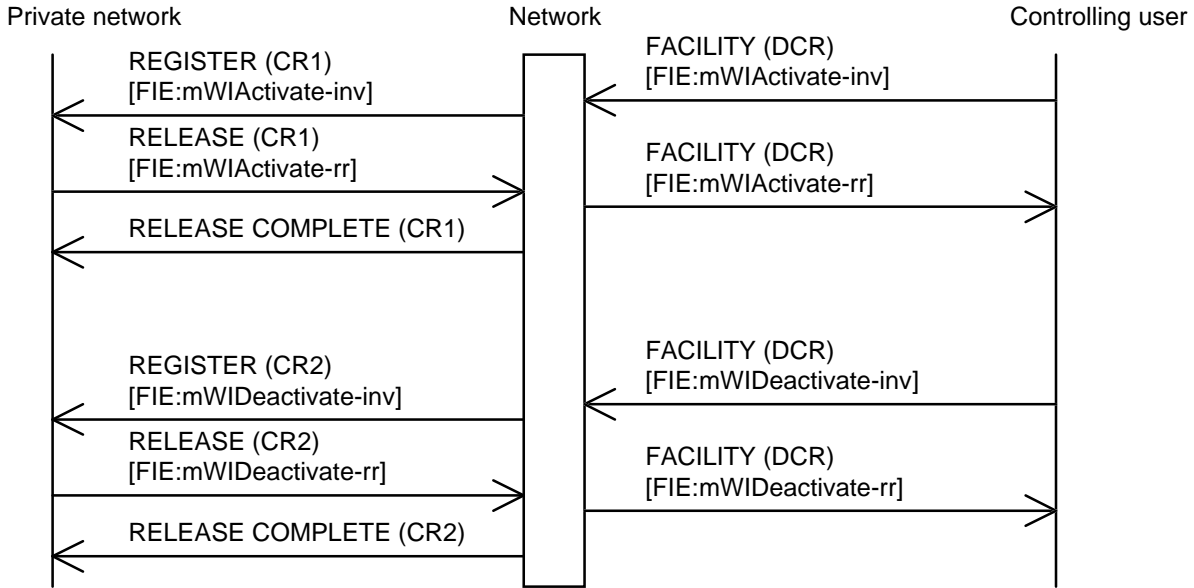 Private network
Network
Controlling user
REGISTER (CR1)
[FIE:mWIActivate-inv]
FACILITY (DCR)
[FIE:mWIActivate-inv]
RELEASE (CR1)
[FIE:mWIActivate-rr]
FACILITY (DCR)
[FIE:mWIActivate-rr]
RELEASE COMPLETE (CR1)
REGISTER (CR2)
[FIE:mWIDeactivate-inv]
FACILITY (DCR)
[FIE:mWIDeactivate-inv]
RELEASE (CR2)
[FIE:mWIDeactivate-rr]
FACILITY (DCR)
[FIE:mWIDeactivate-rr]
RELEASE COMPLETE (CR2)